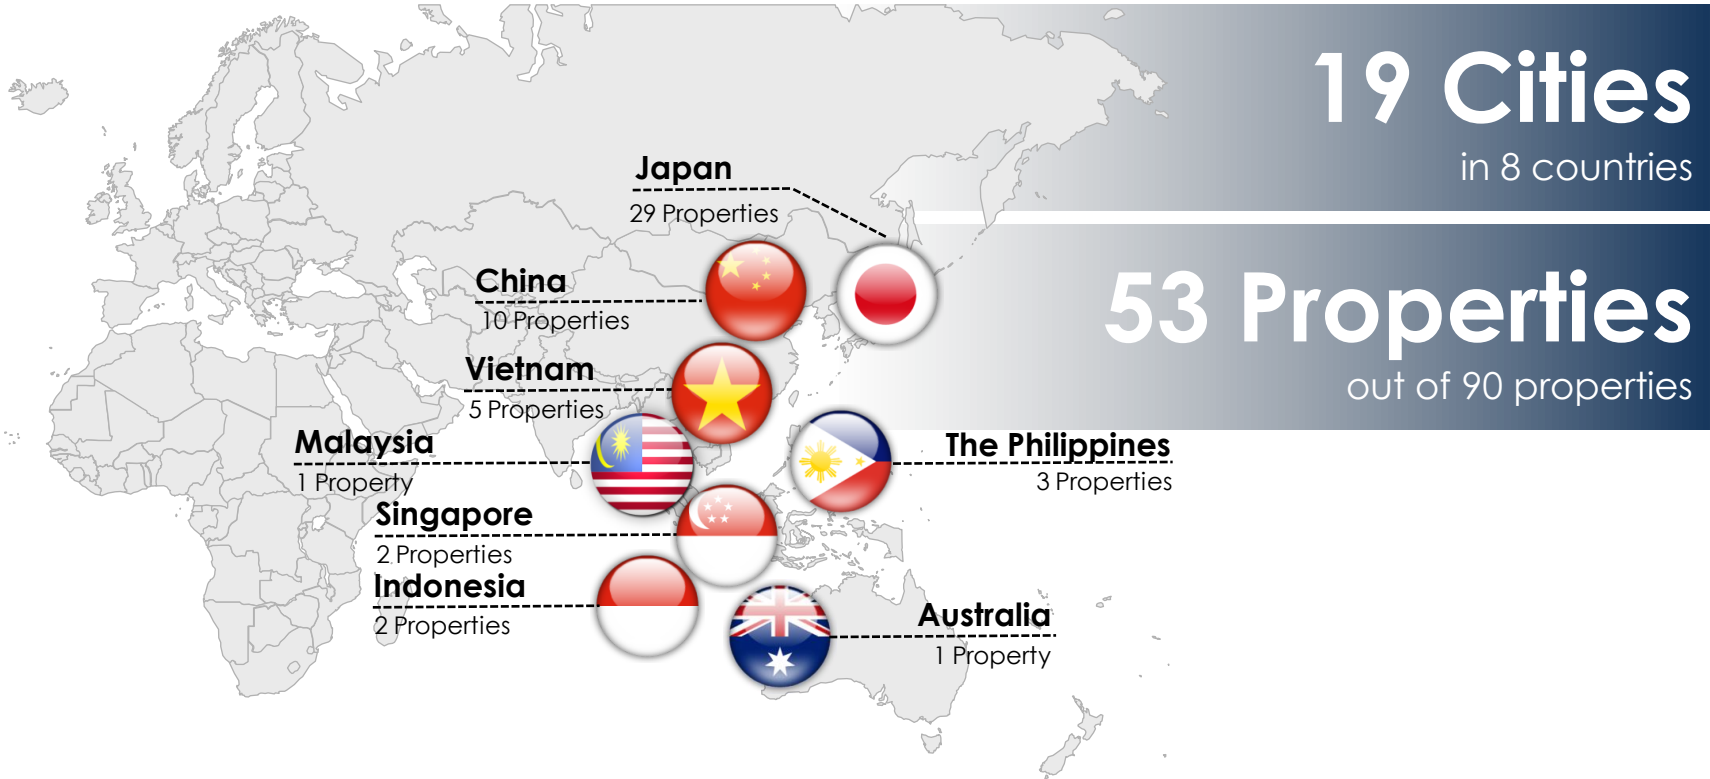 19 Cities
in 8 countries
53 Properties
out of 90 properties
Japan
29 Properties
China
10 Properties
Vietnam
5 Properties
Malaysia
1 Property
Singapore
2 Properties
Indonesia
2 Properties
The Philippines
3 Properties
Australia
1 Property